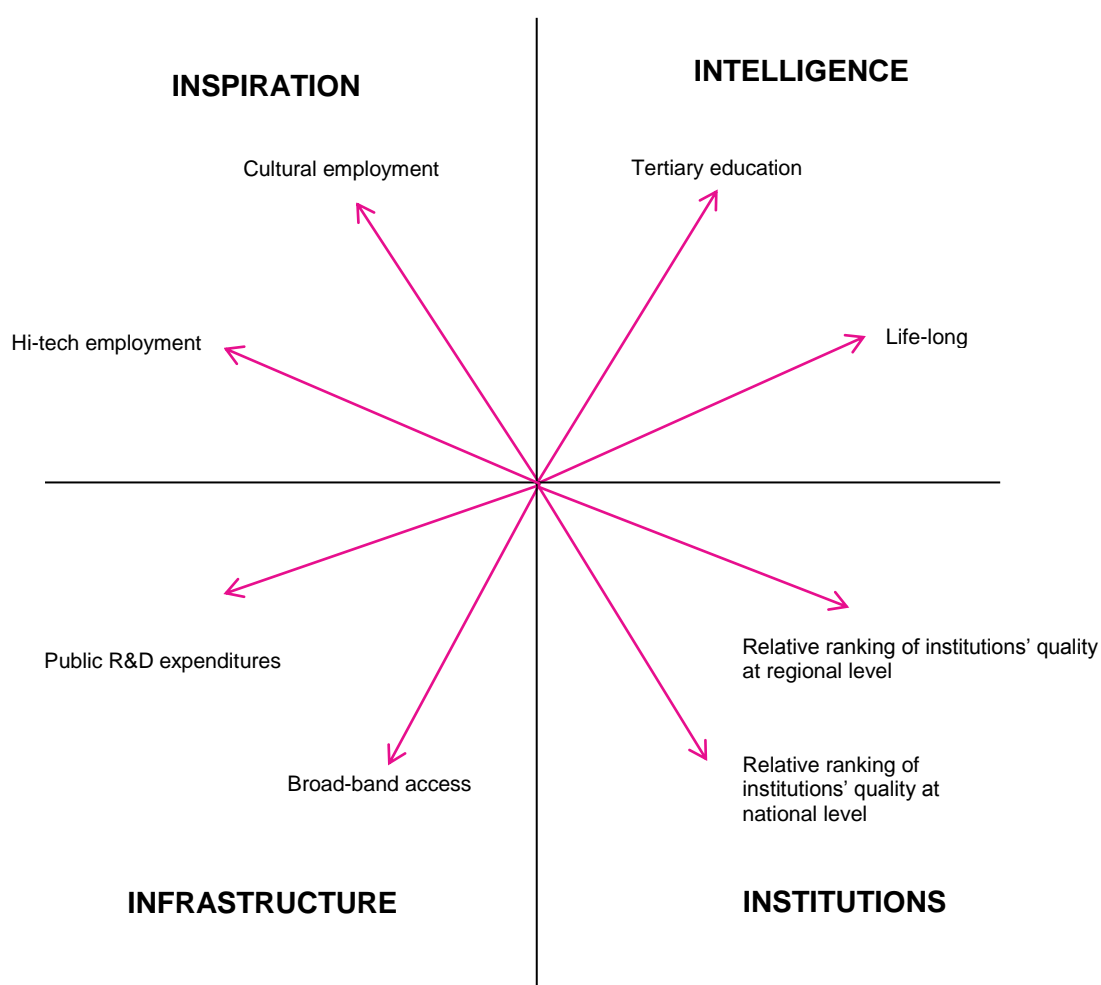 INSPIRATION
INTELLIGENCE
Cultural employment
Tertiary education
Hi-tech employment
Life-long
Public R&D expenditures
Relative ranking of institutions’ quality
at regional level
Broad-band access
Relative ranking of
institutions’ quality at
national level
INFRASTRUCTURE
INSTITUTIONS